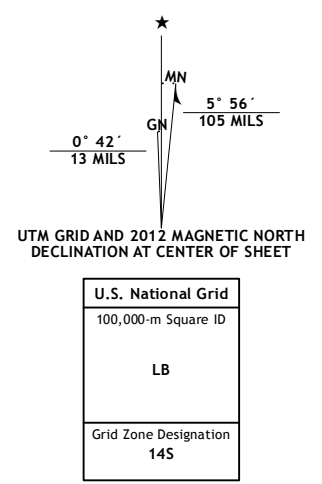 ★
MN
5° 56´
105 MILS
GN
0° 42´
13 MILS
UTM GRID AND 2012 MAGNETIC NORTH
DECLINATION AT CENTER OF SHEET
U.S. National Grid
100,000-m Square ID
LB
Grid Zone Designation
14S